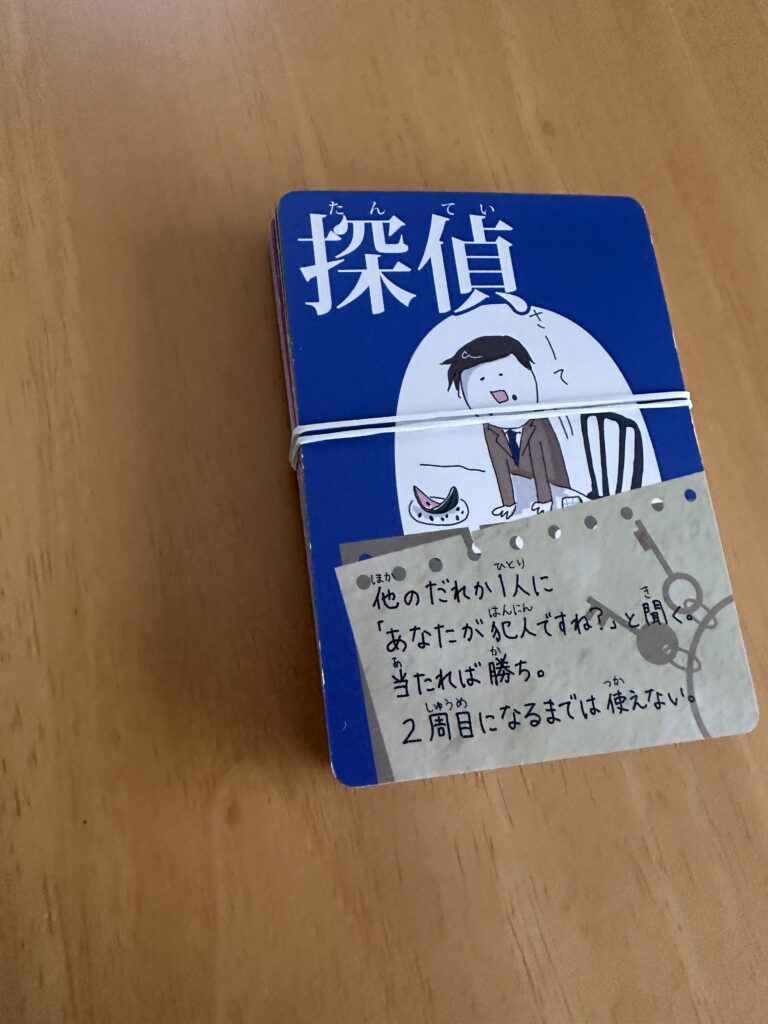 たんてい
探偵
さーて
ほか ひとり
他のだれか1人に
はんにん き
「あなたが犯人ですね?」と聞く。
あ か
当たれば勝ち。
しゅうめ つか
2周目になるまでは使えない。